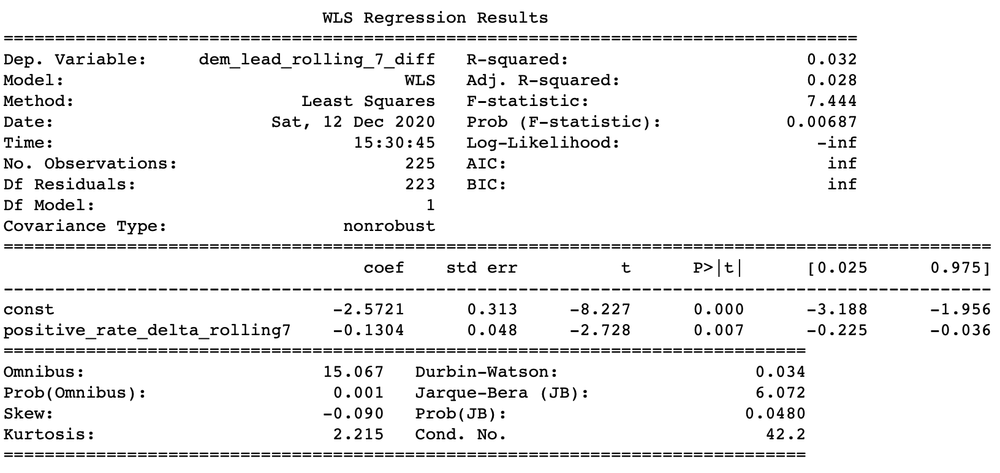 WLS Regression Results
==================================================================================
Dep. Variable: dem_lead_rolling_7_diff R-squared: 0.032
Model: WLS Adj. R-squared: 0.028
Method: Least Squares F-statistic: 7.444
Date: Sat, 12 Dec 2020 Prob (F-statistic): 0.00687
Time: 15:30:45 Log-Likelihood: -inf
No. Observations: 225 AIC: inf
Df Residuals: 223 BIC: inf
Df Model: 1
Covariance Type: nonrobust
================================================================================================
coef std err t P>|t| [0.025 0.975]
------------------------------------------------------------------------------------------------
const -2.5721 0.313 -8.227 0.000 -3.188 -1.956
positive_rate_delta_rolling7 -0.1304 0.048 -2.728 0.007 -0.225 -0.036
==============================================================================
Omnibus: 15.067 Durbin-Watson: 0.034
Prob(Omnibus): 0.001 Jarque-Bera (JB): 6.072
Skew: -0.090 Prob(JB): 0.0480
Kurtosis: 2.215 Cond. No. 42.2
==============================================================================